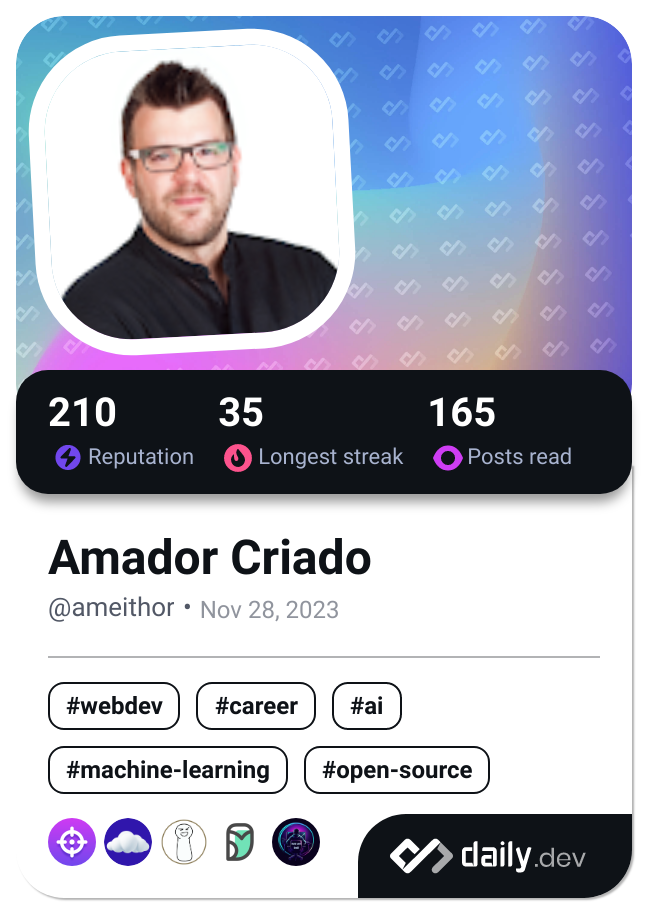 210 35 165
Reputation Longest streak Posts read
Amador Criado
@ameithor • Nov 28, 2023
#webdev #career #ai
#machine-learning #open-source
daily.dev